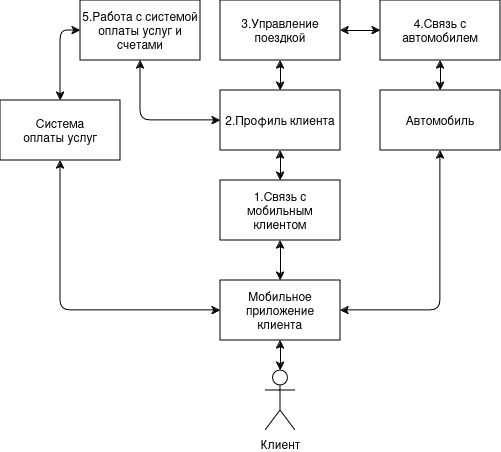 5.Работа с системой
оплаты услуг и
счетами
3.Управление
поездкой
4.Связь с
автомобилем
Система
оплаты услуг
2.Профиль клиента
Автомобиль
1.Связь с
мобильным
клиентом
Мобильное
приложение
клиента
Клиент